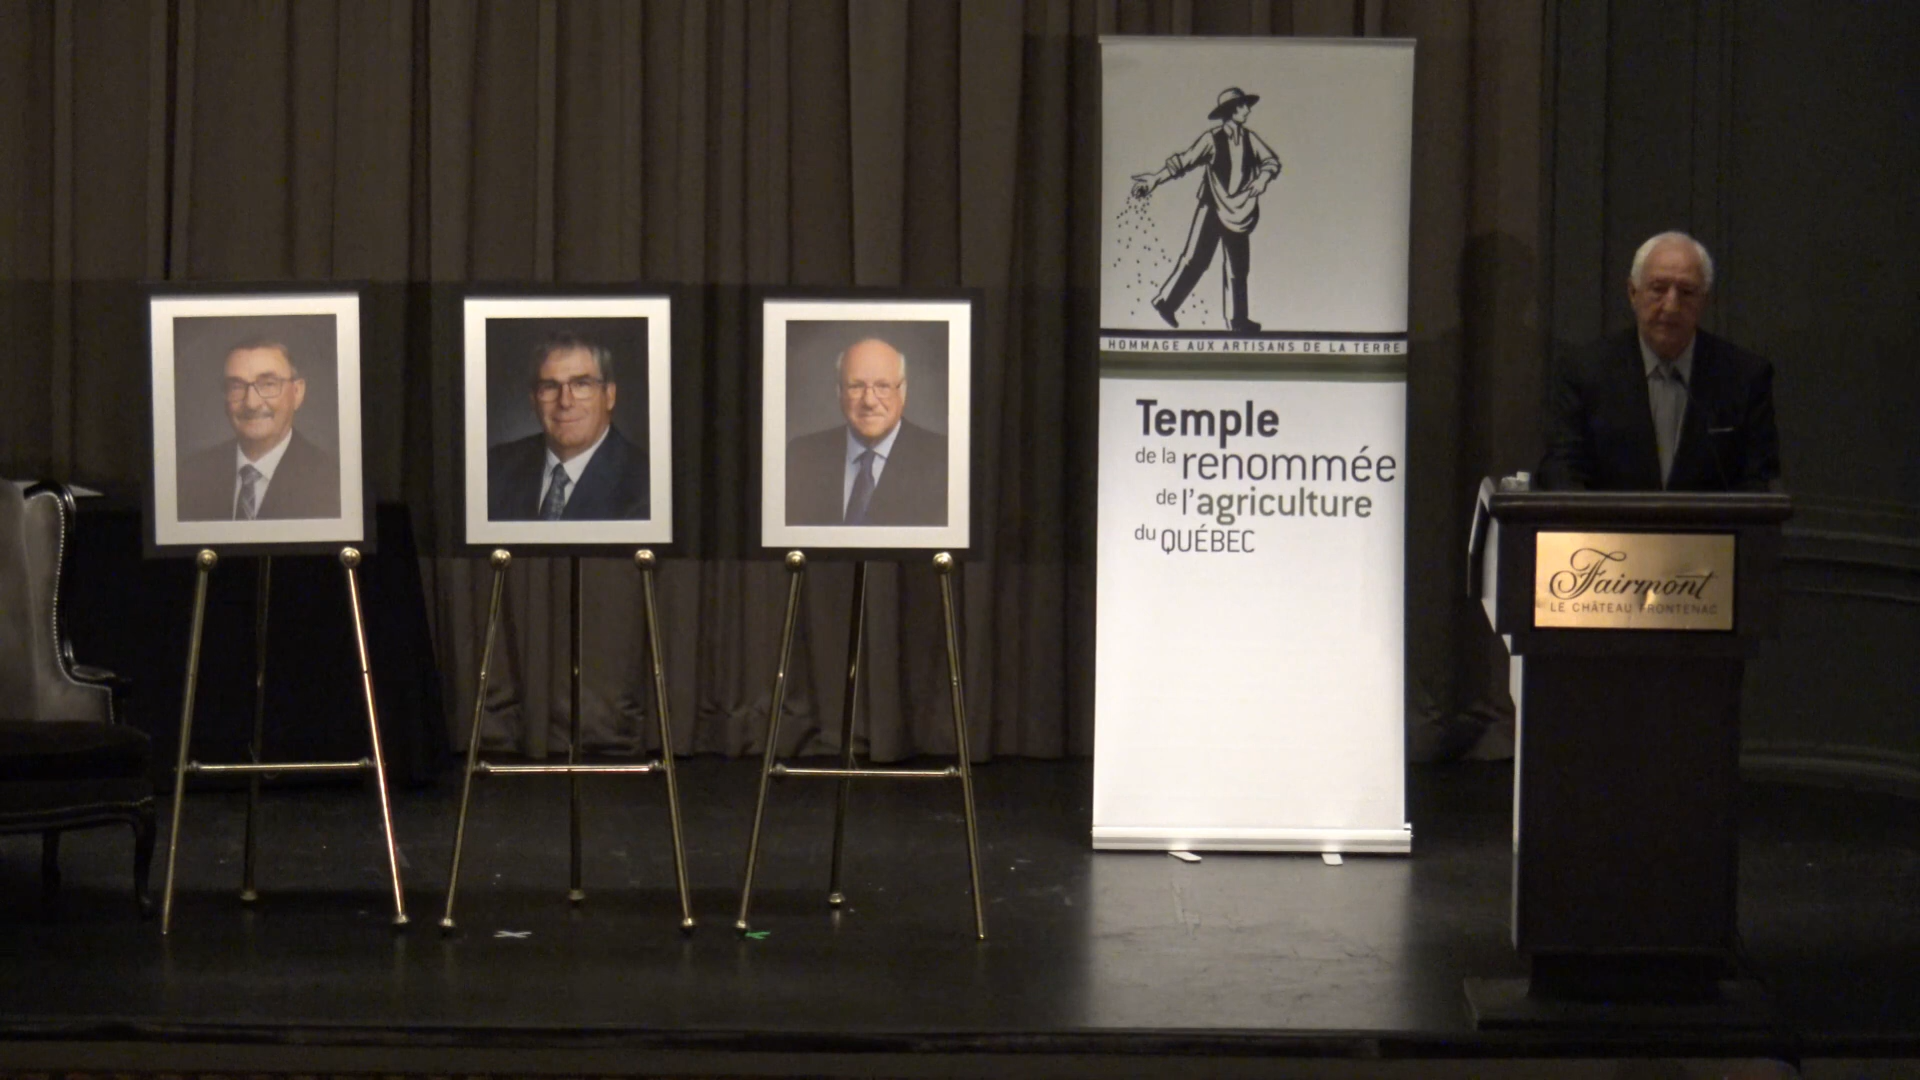 HOMMAGE AUX ARTISANS DE LA TERRE
Temple
de la renommée
de l'agriculture
du QUÉBEC
Fairmont
LE CHÂTEAU FRONTENAC